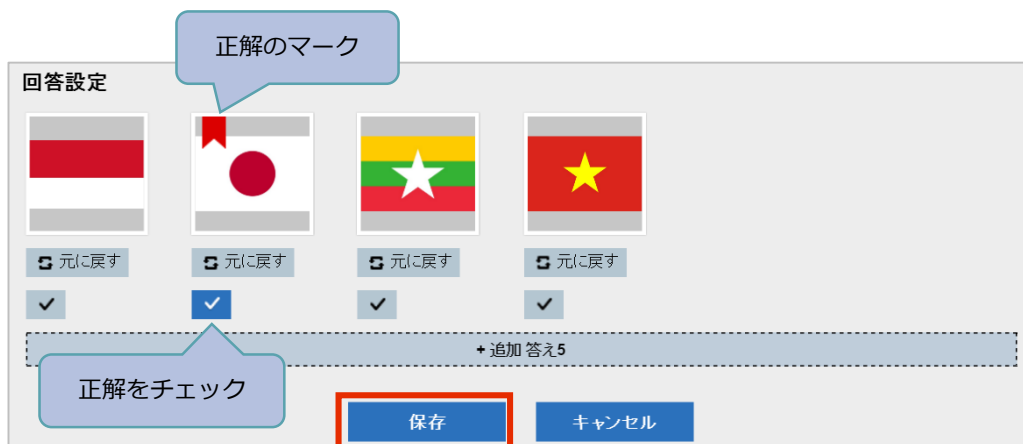 正解のマーク
回答設定
元に戻す 元に戻す 元に戻す 元に戻す
+ 追加 答え5
正解をチェック
保存 キャンセル